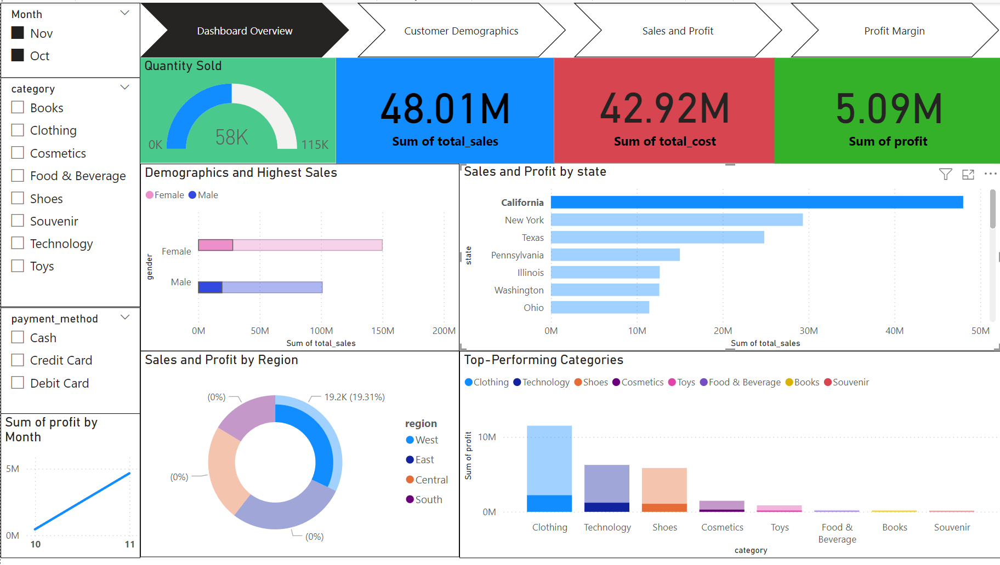 Month
Nov
Oct
category
Books
Clothing
Cosmetics
Food & Beverage
Shoes
Souvenir
Technology
Toys
payment_method
Cash
Credit Card
Debit Card
Sum of profit by
Month
5M
0M
10
11
Dashboard Overview
Customer Demographics
Sales and Profit
Profit Margin
Quantity Sold
0K
58K
115K
48.01M
Sum of total_sales
42.92M
Sum of total_cost
5.09M
Sum of profit
Demographics and Highest Sales
Female
Male
gender
Female
Male
0M
50M
100M
150M
200M
Sum of total_sales
Sales and Profit by state
state
California
New York
Texas
Pennsylvania
Illinois
Washington
Ohio
0M
10M
20M
30M
40M
50M
Sum of total_sales
Sales and Profit by Region
(0%)
19.2K (19.31%)
(0%)
(0%)
region
West
East
Central
South
Top-Performing Categories
Clothing
Technology
Shoes
Cosmetics
Toys
Food & Beverage
Books
Souvenir
Sum of profit
10M
0M
Clothing
Technology
Shoes
Cosmetics
Toys
Food &
Beverage
Books
Souvenir
category